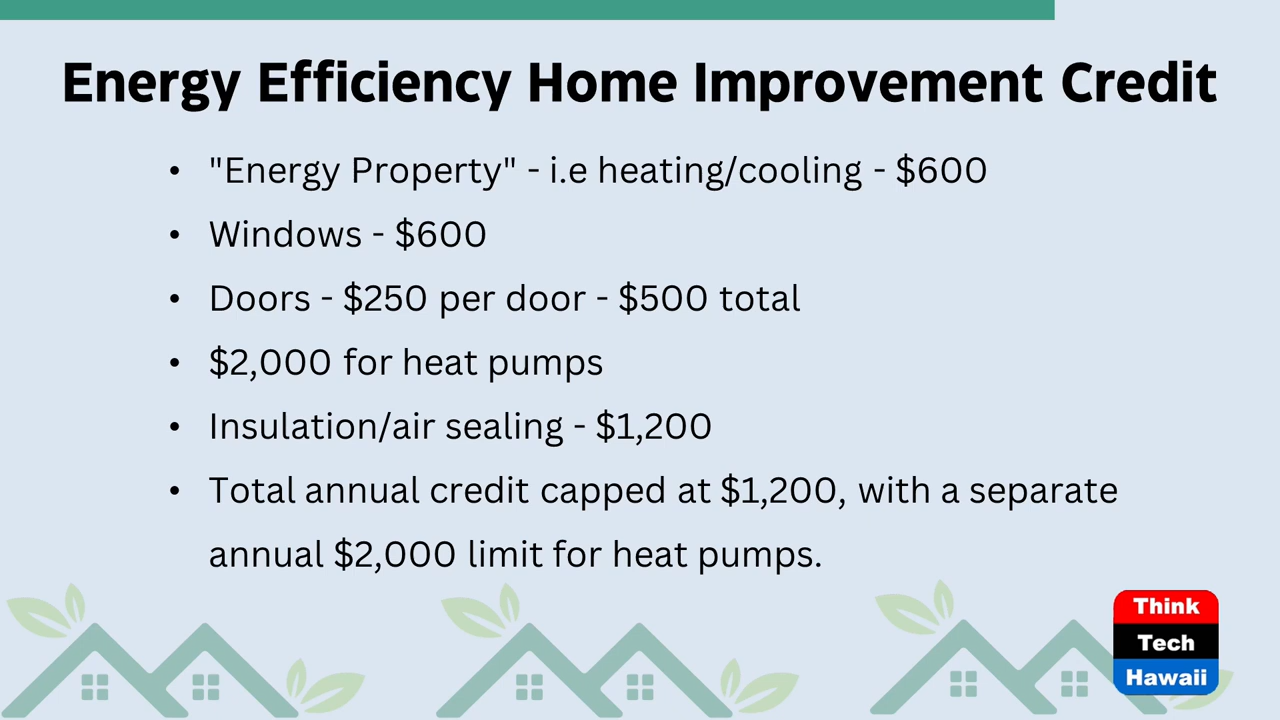 Energy Efficiency Home Improvement Credit
• "Energy Property" - i.e heating/cooling - $600
• Windows - $600
• Doors - $250 per door - $500 total
• $2,000 for heat pumps
• Insulation/air sealing - $1,200
• Total annual credit capped at $1,200, with a separate
annual $2,000 limit for heat pumps.
Think
Tech
Hawaii